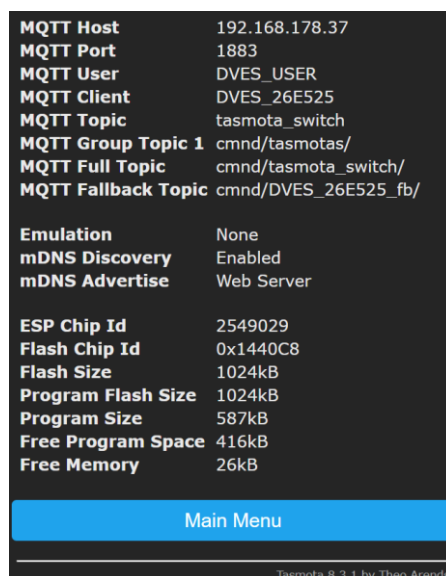 MQTT Host 192.168.178.37
MQTT Port 1883
MQTT User DVES_USER
MQTT Client DVES_26E525
MQTT Topic tasmota_switch
MQTT Group Topic 1 cmnd/tasmotas/
MQTT Full Topic cmnd/tasmota_switch/
MQTT Fallback Topic cmnd/DVES_26E525_fb/
Emulation None
mDNS Discovery Enabled
mDNS Advertise Web Server
ESP Chip Id 2549029
Flash Chip Id 0x1440C8
Flash Size 1024kB
Program Flash Size 1024kB
Program Size 587kB
Free Program Space 416kB
Free Memory 26kB
Main Menu
Tasmota 8.3.1 by Theo Arend